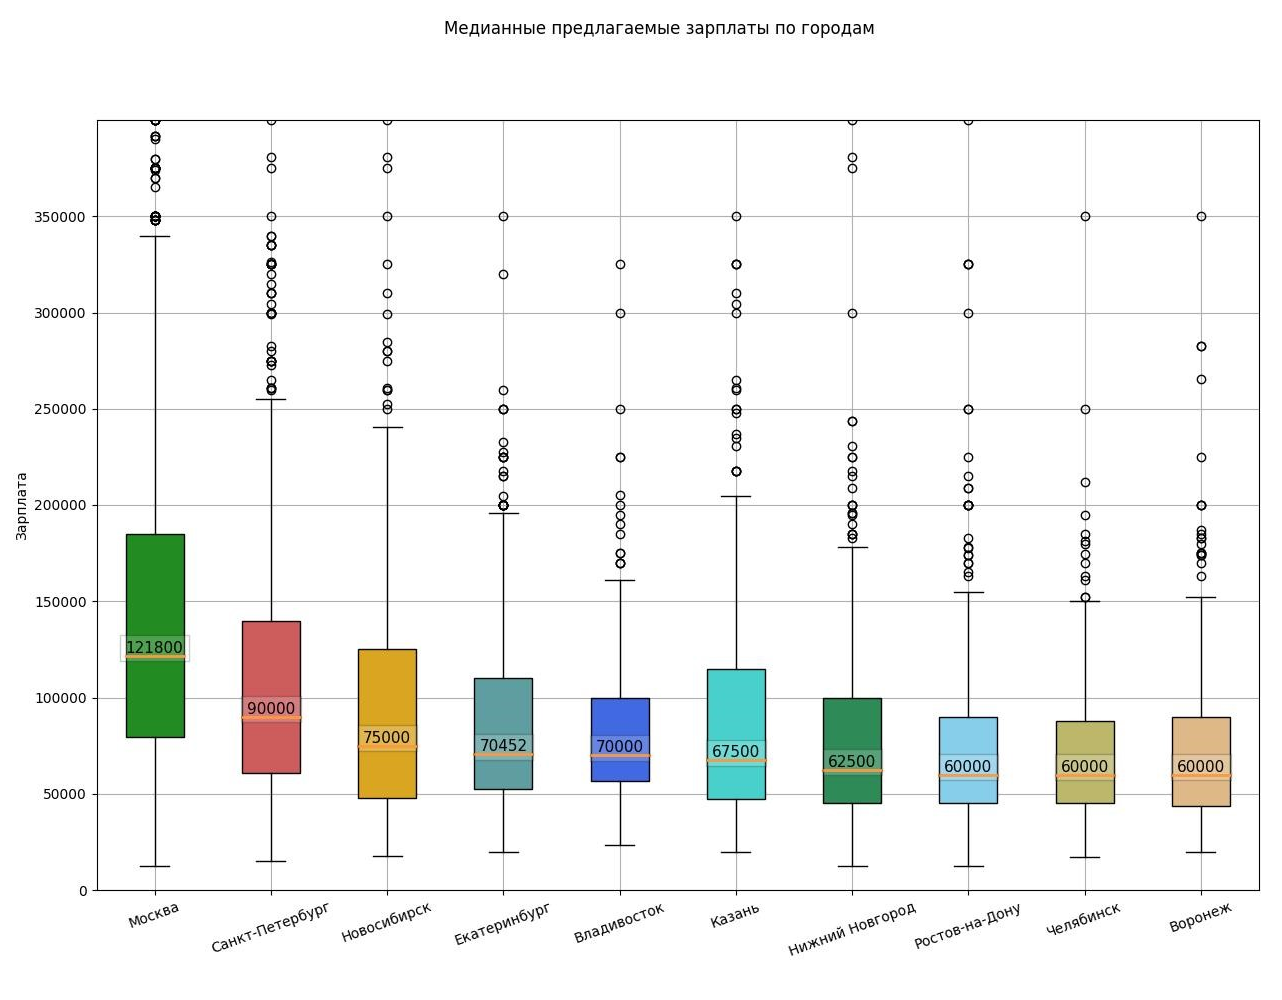 Медианные предлагаемые зарплаты по городам
350000
300000
250000
200000
150000
100000
50000
0
Зарплата
121800
90000
75000
70452
70000
67500
62500
60000
60000
60000
Москва
Санкт-Петербург
Новосибирск
Екатеринбург
Владивосток
Казань
Нижний Новгород
Ростов-на-Дону
Челябинск
Воронеж